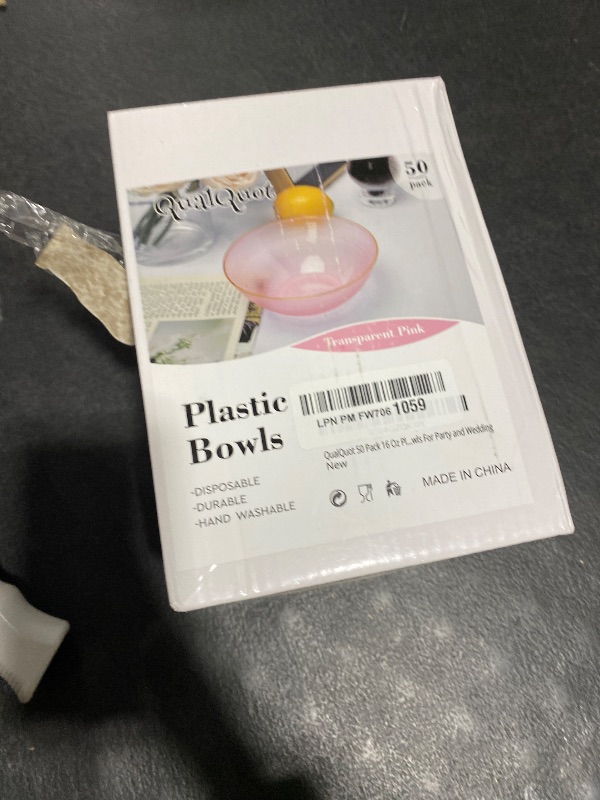 QualQuot
50
pack
Transparent Pink
Plastic
Bowls
LPN PM FW706 1059
QualQuot 50 Pack 16 Oz Pl...wls For Party and Wedding
New
-DISPOSABLE
-DURABLE
-HAND WASHABLE
MADE IN CHINA